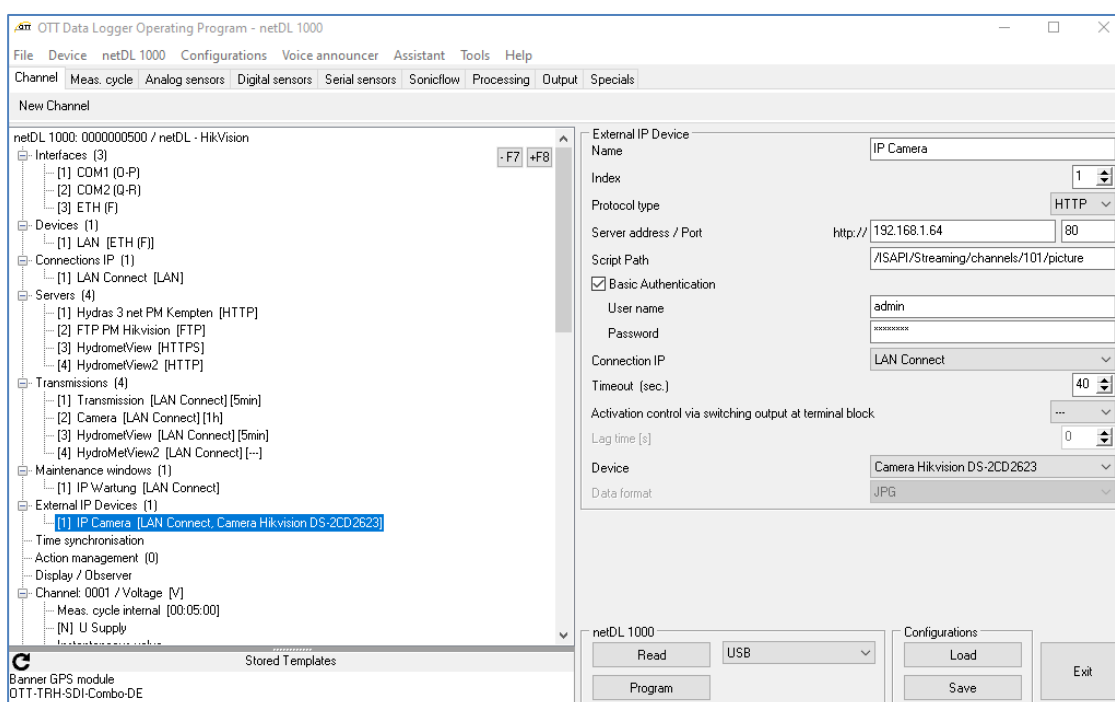 OTT Data Logger Operating Program - netDL 1000
File Device netDL 1000 Configurations Voice announcer Assistant Tools Help
Channel Meas. cycle Analog sensors Digital sensors Serial sensors Sonicflow Processing Output Specials
New Channel
netDL 1000: 0000000500 / netDL - HikVision
- F7 +F8
Interfaces (3)
[1] COM1 (O-P)
[2] COM2 (Q-R)
[3] ETH (F)
Devices (1)
[1] LAN [ETH (F)]
Connections IP (1)
[1] LAN Connect [LAN]
Servers (4)
[1] Hydras 3 net PM Kempten [HTTP]
[2] FTP PM Hikvision [FTP]
[3] HydrometView [HTTPS]
[4] HydrometView2 [HTTP]
Transmissions (4)
[1] Transmission [LAN Connect] [5min]
[2] Camera [LAN Connect] [1h]
[3] HydrometView [LAN Connect] [5min]
[4] HydroMetView2 [LAN Connect] [---]
Maintenance windows (1)
[1] IP Wartung [LAN Connect]
External IP Devices (1)
[1] IP Camera [LAN Connect, Camera Hikvision DS-2CD2623]
Time synchronisation
Action management (0)
Display / Observer
Channel: 0001 / Voltage [V]
Meas. cycle internal [00:05:00]
[N] U Supply
Stored Templates
Banner GPS module
OTT-TRH-SDI-Combo-DE
External IP Device
Name IP Camera
Index 1
Protocol type HTTP
Server address / Port http:// 192.168.1.64 80
Script Path /ISAPI/Streaming/channels/101/picture
Basic Authentication
User name admin
Password xxxxxxxx
Connection IP LAN Connect
Timeout (sec.) 40
Activation control via switching output at terminal block ---
Lag time [s] 0
Device Camera Hikvision DS-2CD2623
Data format JPG
netDL 1000
Read USB
Program
Configurations
Load
Save
Exit